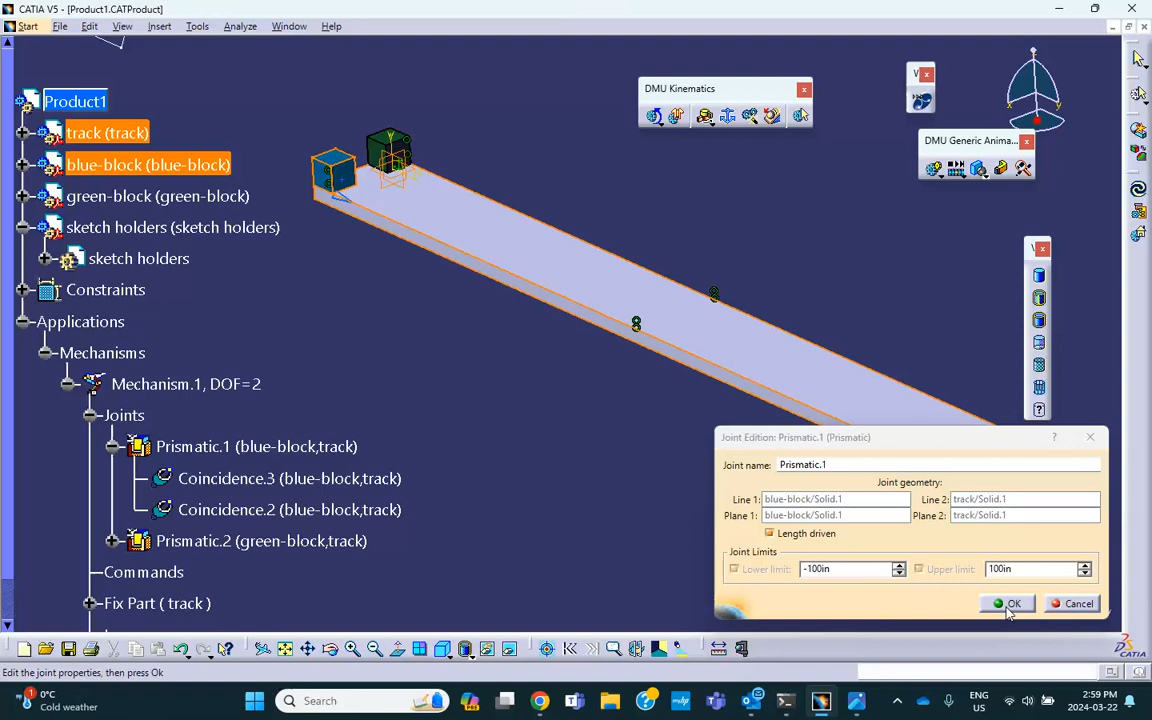 CATIA V5 - [Product1.CATProduct]
Start File Edit View Insert Tools Analyze Window Help
Product1
track (track)
blue-block (blue-block)
green-block (green-block)
sketch holders (sketch holders)
sketch holders
Constraints
Applications
Mechanisms
Mechanism.1, DOF=2
Joints
Prismatic.1 (blue-block,track)
Coincidence.3 (blue-block,track)
Coincidence.2 (blue-block,track)
Prismatic.2 (green-block,track)
Commands
Fix Part ( track )
DMU Kinematics
V
DMU Generic Anima...
Joint Edition: Prismatic.1 (Prismatic)
Joint name: Prismatic.1
Joint geometry:
Line 1: blue-block/Solid.1 Line 2: track/Solid.1
Plane 1: blue-block/Solid.1 Plane 2: track/Solid.1
Length driven
Joint Limits
Lower limit: -100in Upper limit: 100in
OK Cancel
CATIA
Edit the joint properties, then press Ok
1 0°C
Cold weather
Search
ENG
US
2:59 PM
2024-03-22